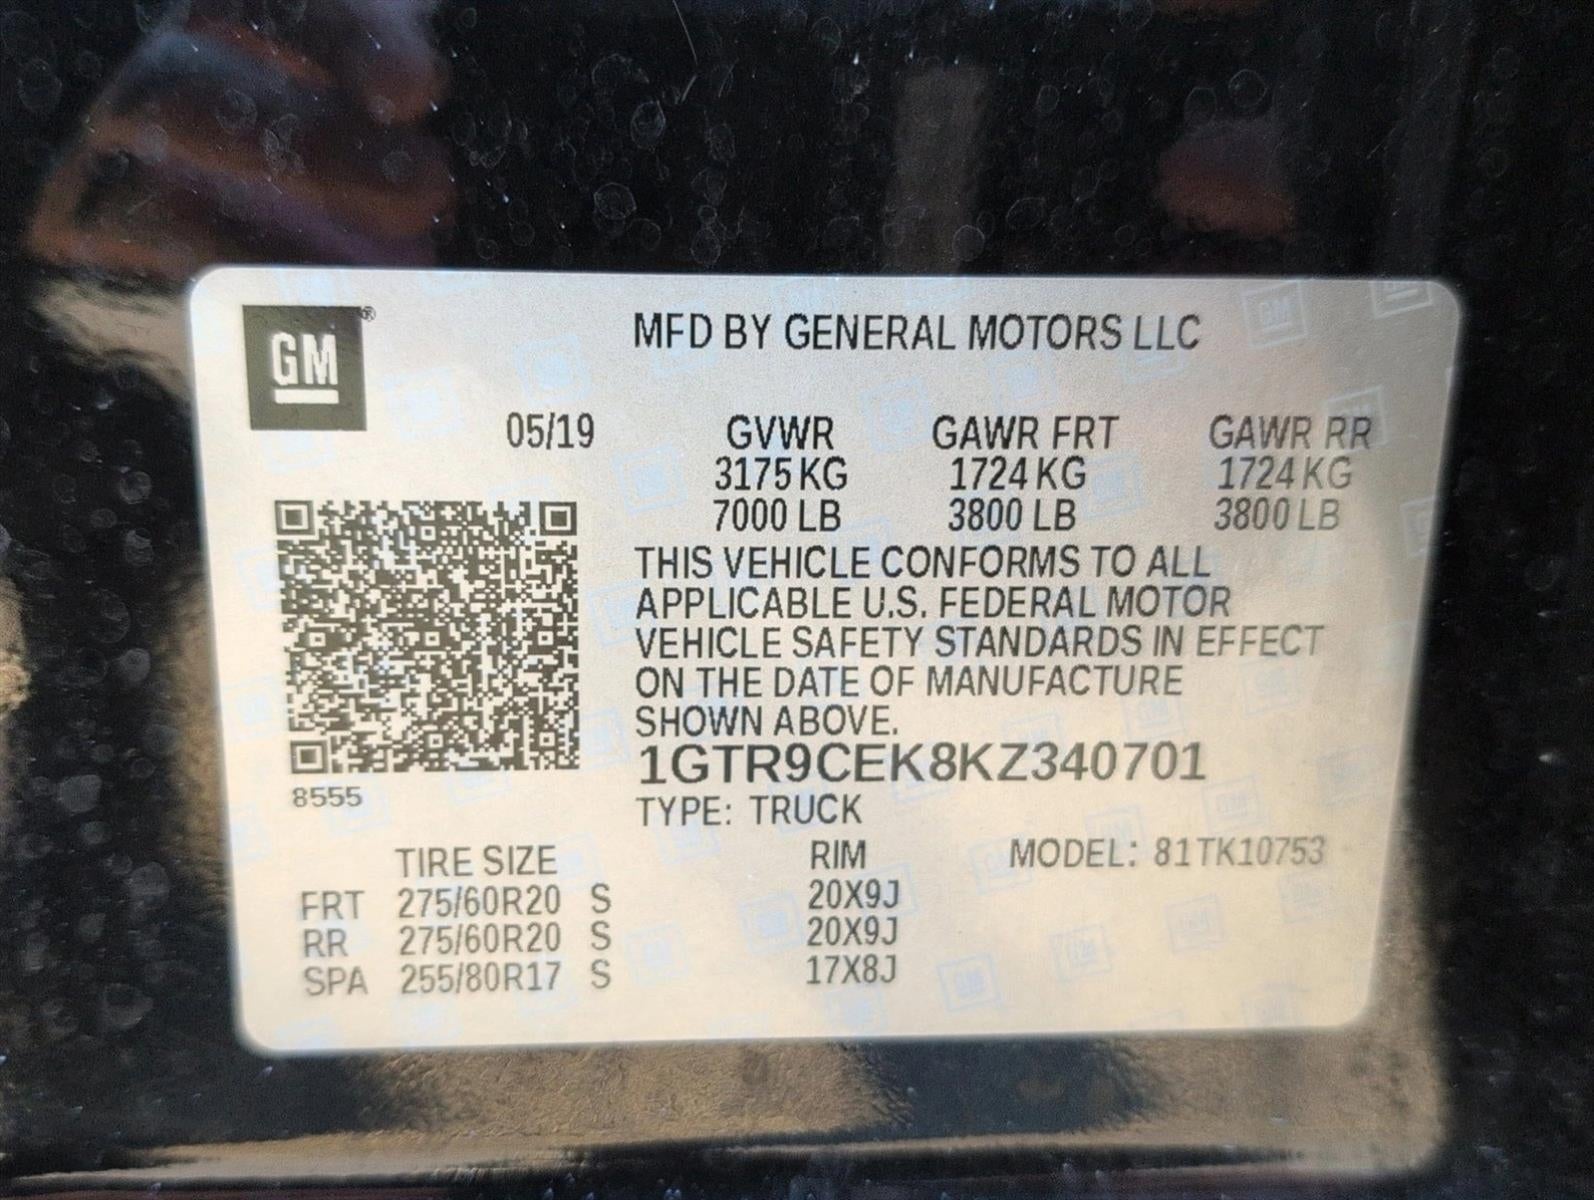 GM®
MFD BY GENERAL MOTORS LLC
05/19 GVWR GAWR FRT GAWR RR
3175 KG 1724 KG 1724 KG
7000 LB 3800 LB 3800 LB
THIS VEHICLE CONFORMS TO ALL
APPLICABLE U.S. FEDERAL MOTOR
VEHICLE SAFETY STANDARDS IN EFFECT
ON THE DATE OF MANUFACTURE
SHOWN ABOVE.
1GTR9CEK8KZ340701
8555
TYPE: TRUCK
TIRE SIZE RIM MODEL: 81TK10753
FRT 275/60R20 S 20X9J
RR 275/60R20 S 20X9J
SPA 255/80R17 S 17X8J